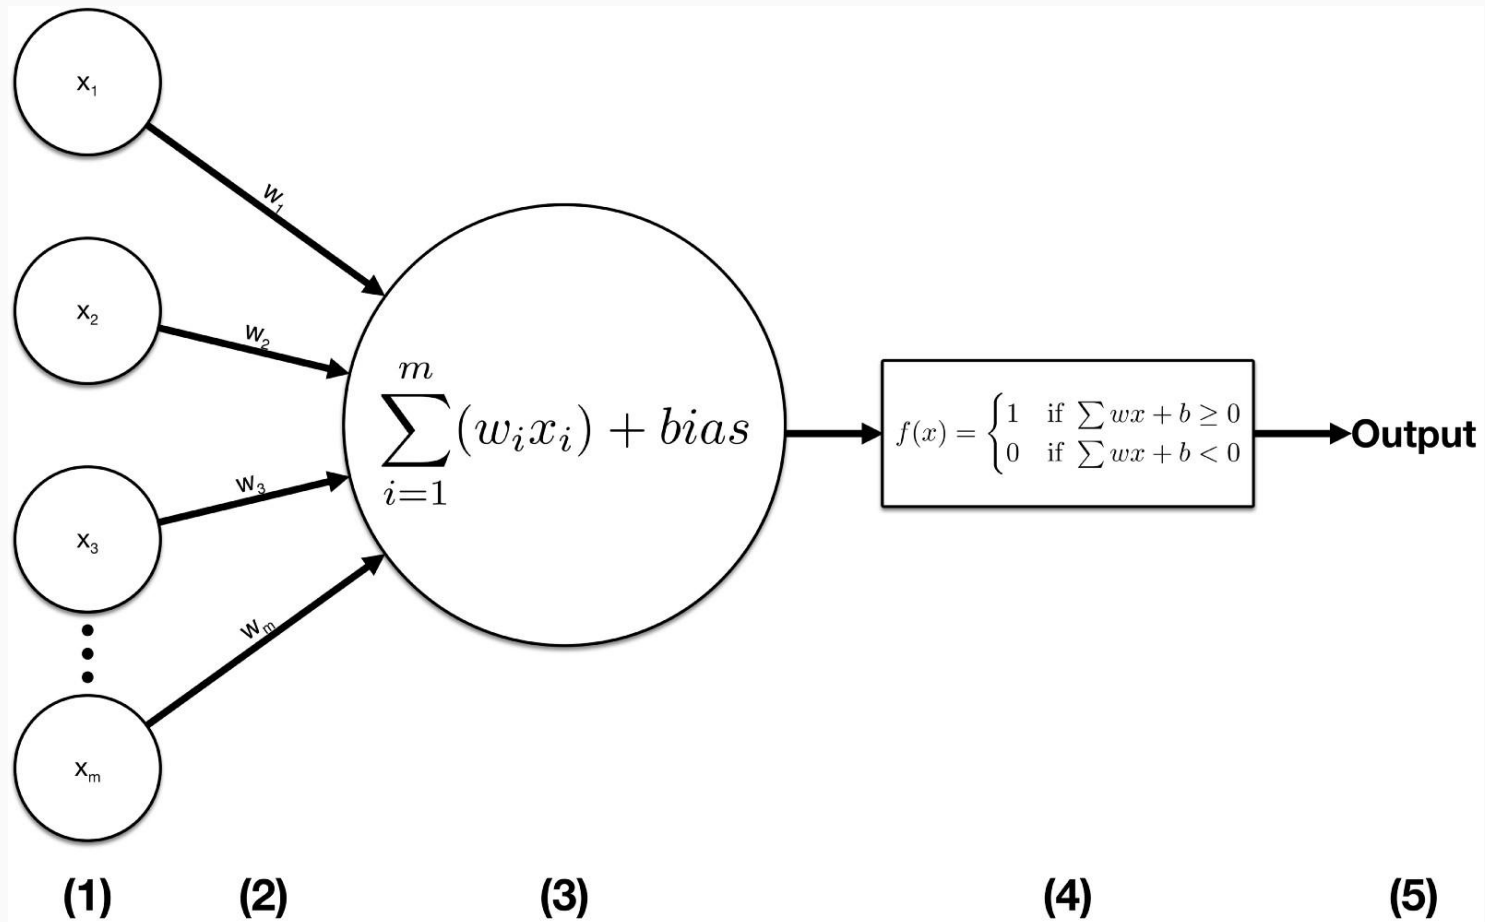 x₁
w₁
x₂
w₂
x₃
w₃
xₘ
wₘ
m
∑(wᵢxᵢ) + bias
i=1
f(x) = {1 if ∑ wx + b ≥ 0
0 if ∑ wx + b < 0
Output
(1) (2) (3) (4) (5)